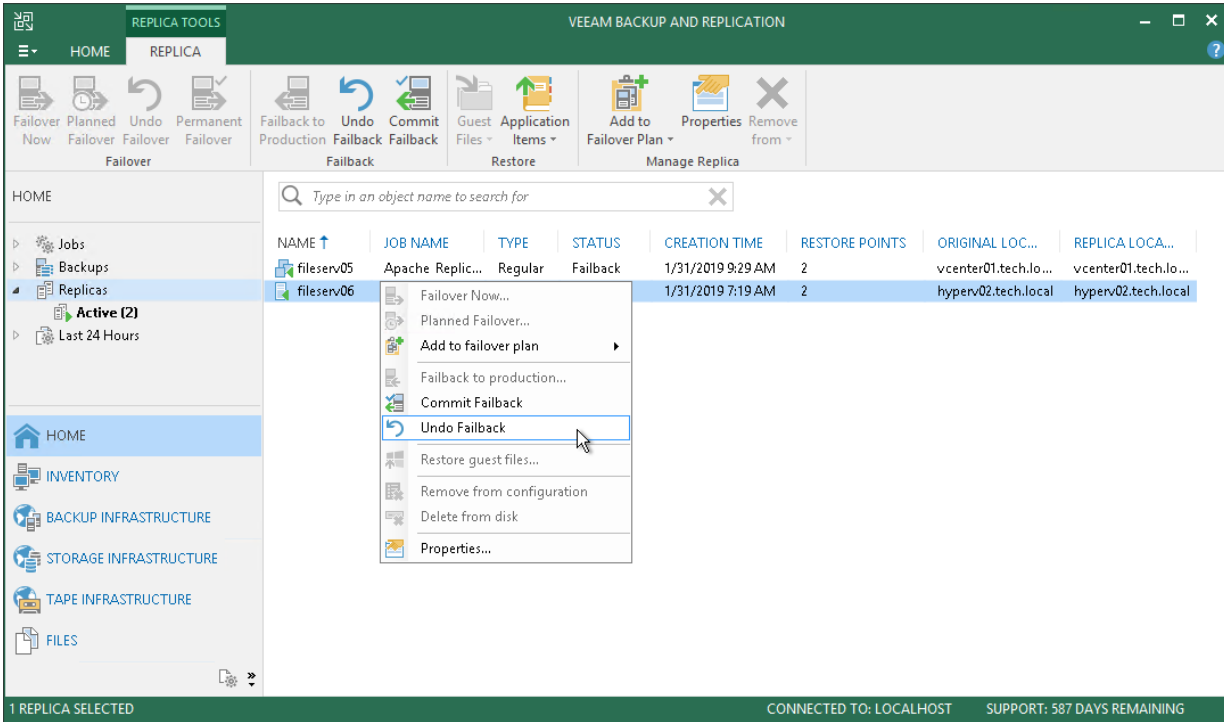 REPLICA TOOLS
VEEAM BACKUP AND REPLICATION
HOME REPLICA
?
Failover Planned Undo Permanent Failback to Undo Commit Guest Application Add to Properties Remove
Now Failover Failover Failover Production Failback Failback Files Items Failover Plan from
Failover Failback Restore Manage Replica
HOME
Type in an object name to search for
NAME JOB NAME TYPE STATUS CREATION TIME RESTORE POINTS ORIGINAL LOC... REPLICA LOCA...
Jobs
Backups
Replicas
Active (2)
Last 24 Hours
fileserv05 Apache Replic... Regular Failback 1/31/2019 9:29 AM 2 vcenter01.tech.lo... vcenter01.tech.lo...
fileserv06 1/31/2019 7:19 AM 2 hyperv02.tech.local hyperv02.tech.local
Failover Now...
Planned Failover...
Add to failover plan
Failback to production...
Commit Failback
Undo Failback
Restore guest files...
Remove from configuration
Delete from disk
Properties...
HOME
INVENTORY
BACKUP INFRASTRUCTURE
STORAGE INFRASTRUCTURE
TAPE INFRASTRUCTURE
FILES
1 REPLICA SELECTED CONNECTED TO: LOCALHOST SUPPORT: 587 DAYS REMAINING